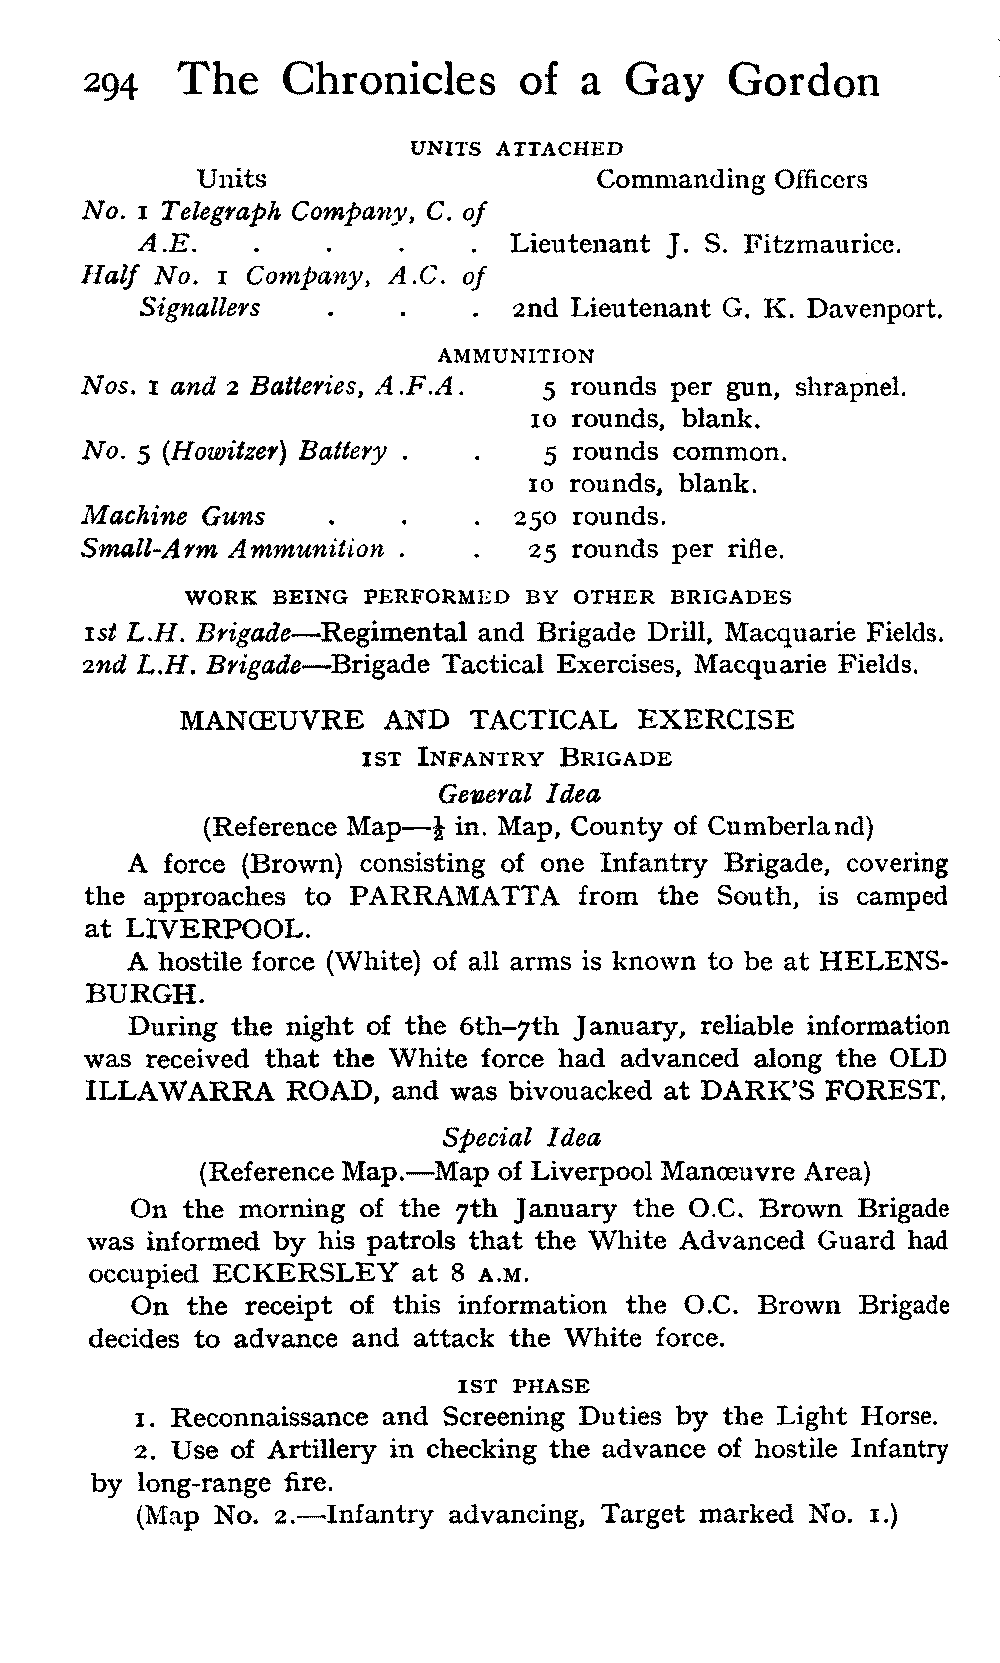 294 The Chronicles of a Gay Gordon
UNITS ATTACHED
Units Commanding Officers
No. 1 Telegraph Company, C. of
A.E. . . . . Lieutenant J. S. Fitzmaurice.
Half No. 1 Company, A.C. of
Signallers . . . 2nd Lieutenant G. K. Davenport.
AMMUNITION
Nos. 1 and 2 Batteries, A.F.A. 5 rounds per gun, shrapnel.
10 rounds, blank.
No. 5 (Howitzer) Battery . . 5 rounds common.
10 rounds, blank.
Machine Guns . . . 250 rounds.
Small-Arm Ammunition . . 25 rounds per rifle.
WORK BEING PERFORMED BY OTHER BRIGADES
1st L.H. Brigade—Regimental and Brigade Drill, Macquarie Fields.
2nd L.H. Brigade—Brigade Tactical Exercises, Macquarie Fields.
MANŒUVRE AND TACTICAL EXERCISE
1ST INFANTRY BRIGADE
General Idea
(Reference Map—½ in. Map, County of Cumberland)
A force (Brown) consisting of one Infantry Brigade, covering
the approaches to PARRAMATTA from the South, is camped
at LIVERPOOL.
A hostile force (White) of all arms is known to be at HELENS-
BURGH.
During the night of the 6th–7th January, reliable information
was received that the White force had advanced along the OLD
ILLAWARRA ROAD, and was bivouacked at DARK'S FOREST.
Special Idea
(Reference Map.—Map of Liverpool Manœuvre Area)
On the morning of the 7th January the O.C. Brown Brigade
was informed by his patrols that the White Advanced Guard had
occupied ECKERSLEY at 8 A.M.
On the receipt of this information the O.C. Brown Brigade
decides to advance and attack the White force.
1ST PHASE
1. Reconnaissance and Screening Duties by the Light Horse.
2. Use of Artillery in checking the advance of hostile Infantry
by long-range fire.
(Map No. 2.—Infantry advancing, Target marked No. 1.)